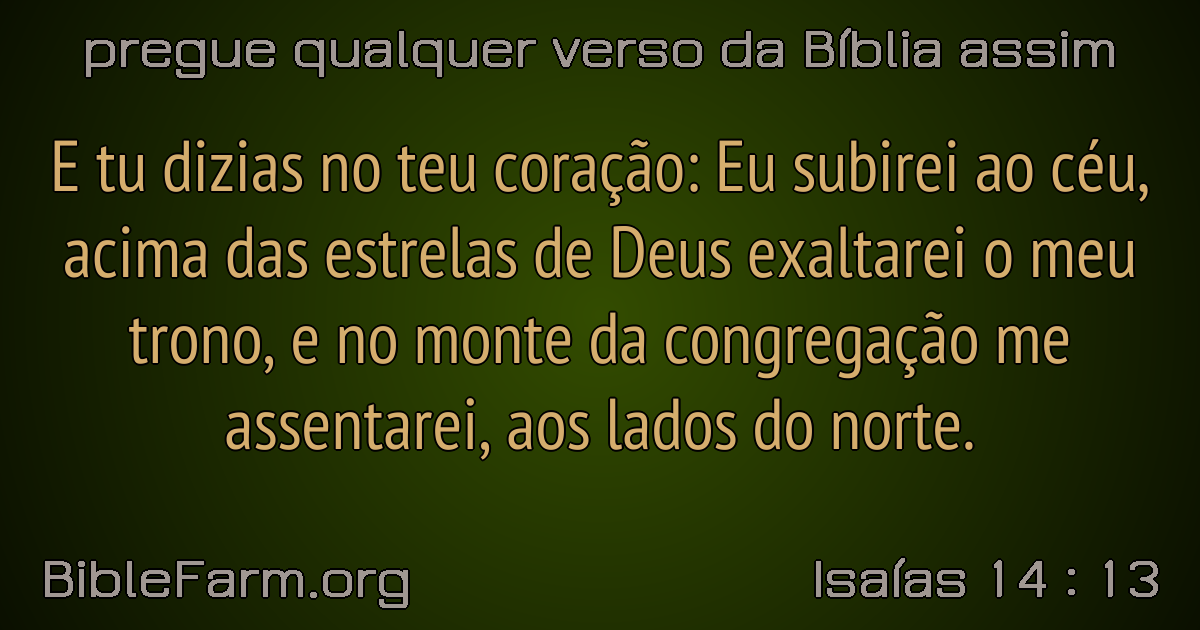 pregue qualquer verso da Bíblia assim
E tu dizias no teu coração: Eu subirei ao céu,
acima das estrelas de Deus exaltarei o meu
trono, e no monte da congregação me
assentarei, aos lados do norte.
BibleFarm.org
Isaías 14 : 13